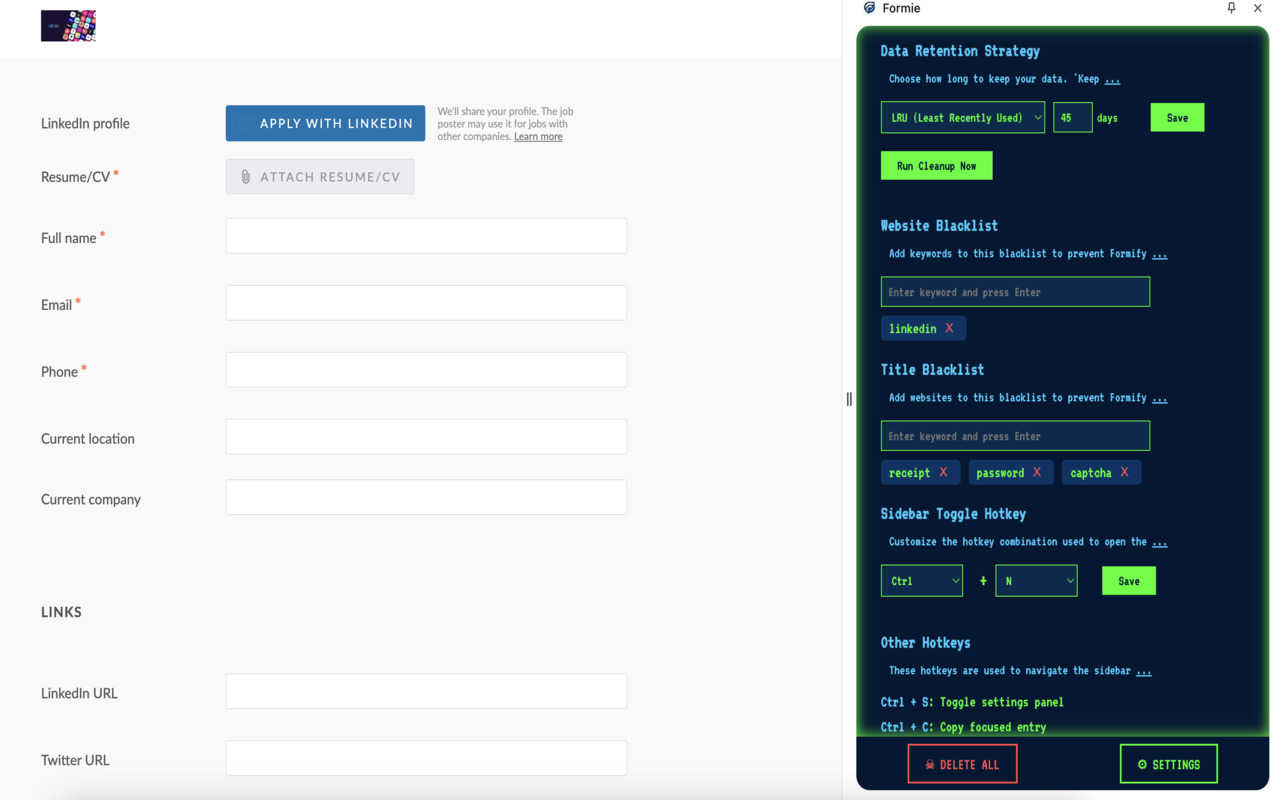 LinkedIn profile
APPLY WITH LINKEDIN
We'll share your profile. The job
poster may use it for jobs with
other companies. Learn more
Resume/CV *
ATTACH RESUME/CV
Full name *
Email *
Phone *
Current location
Current company
LINKS
LinkedIn URL
Twitter URL
Formie
Data Retention Strategy
Choose how long to keep your data. 'Keep ...
LRU (Least Recently Used)
45
days
Save
Run Cleanup Now
Website Blacklist
Add keywords to this blacklist to prevent Formify ...
Enter keyword and press Enter
linkedin X
Title Blacklist
Add websites to this blacklist to prevent Formify ...
Enter keyword and press Enter
receipt X password X captcha X
Sidebar Toggle Hotkey
Customize the hotkey combination used to open the ...
Ctrl + N Save
Other Hotkeys
These hotkeys are used to navigate the sidebar ...
Ctrl + S: Toggle settings panel
Ctrl + C: Copy focused entry
☠ DELETE ALL
⚙ SETTINGS